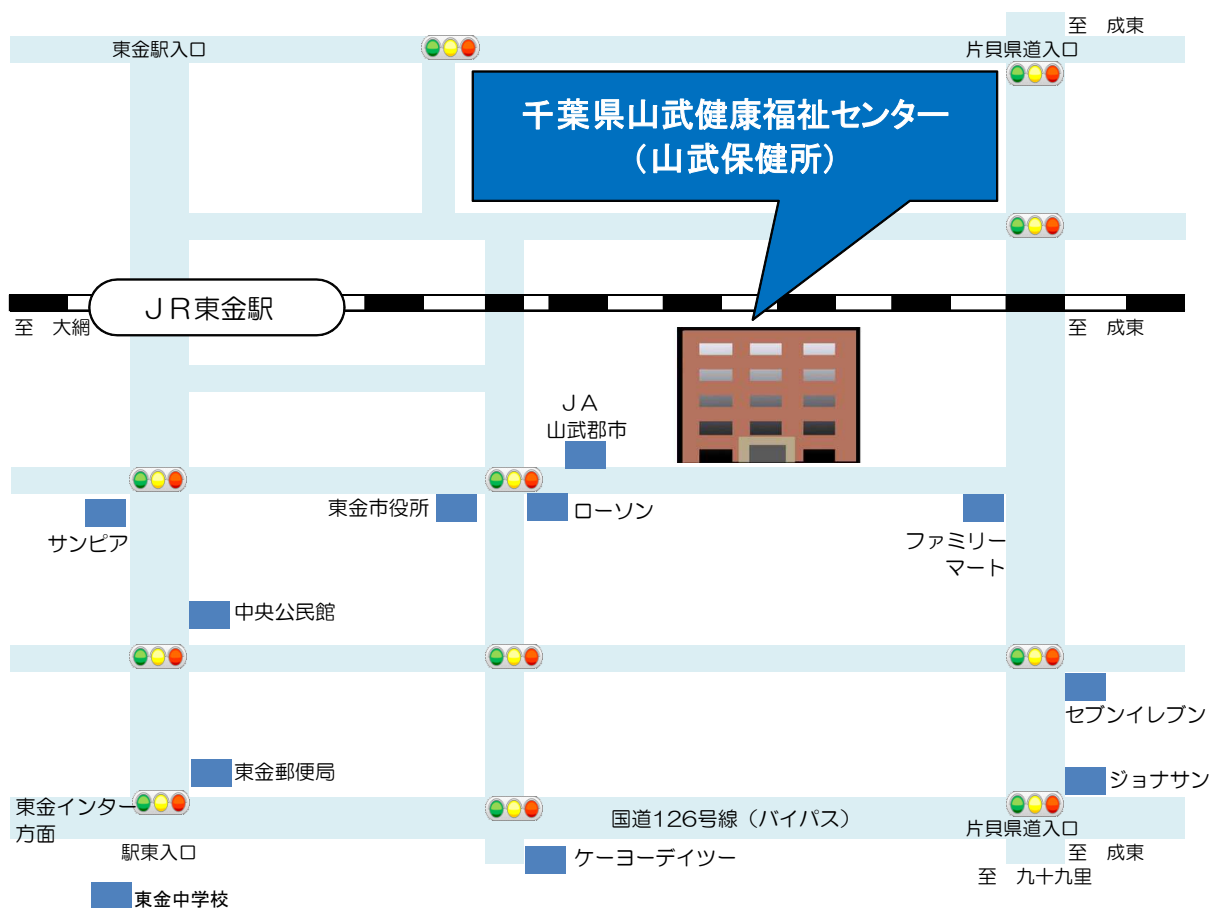 至　成東
東金駅入口
片貝県道入口
千葉県山武健康福祉センター
（山武保健所）
ＪＲ東金駅
至　大網
至　成東
ＪＡ
山武郡市
東金市役所
ローソン
サンピア
ファミリー
マート
中央公民館
セブンイレブン
東金郵便局
ジョナサン
東金インター
方面
国道126号線（バイパス）
片貝県道入口
駅東入口
ケーヨーデイツー
至　成東
至　九十九里
東金中学校